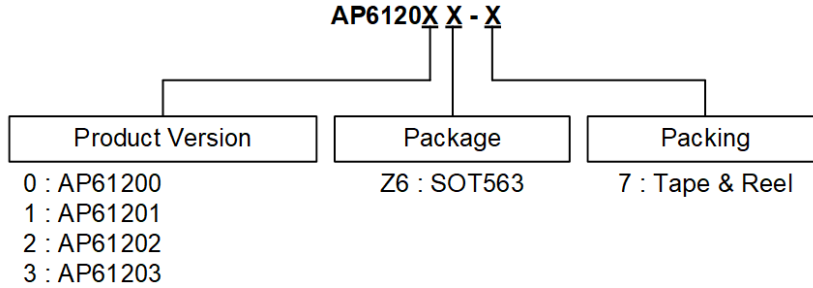 AP6120X X - X
Product Version
Package
Packing
0 : AP61200
Z6 : SOT563
7 : Tape & Reel
1 : AP61201
2 : AP61202
3 : AP61203